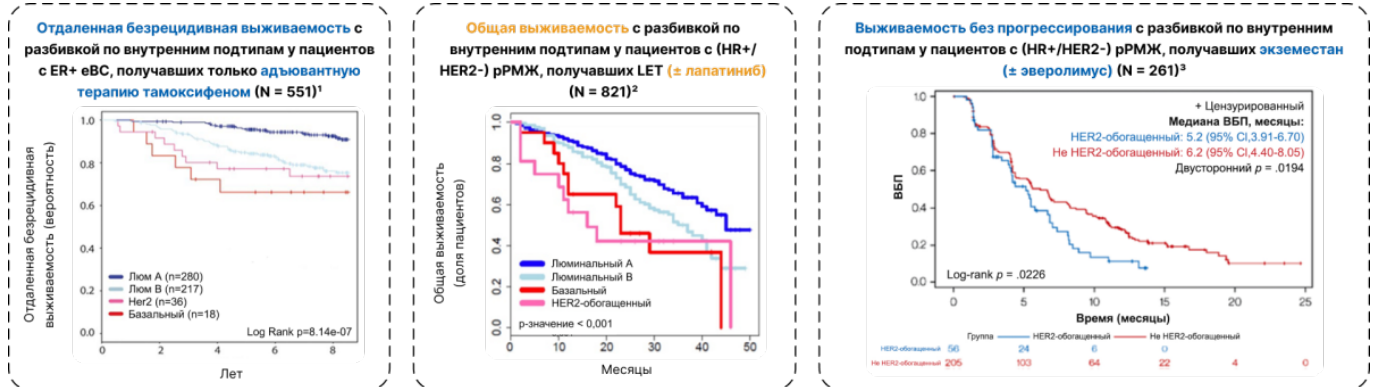 Отдаленная безрецидивная выживаемость с
разбивкой по внутренним подтипам у пациентов
с ER+ eBC, получавших только адъювантную
терапию тамоксифеном (N = 551)¹
Отдаленная безрецидивная
выживаемость (вероятность)
1.0
0.8
0.6
0.4
0.2
0.0
Люм A (n=280)
Люм B (n=217)
Her2 (n=36)
Базальный (n=18)
Log Rank p=8.14e-07
2 4 6 8
Лет
Общая выживаемость с разбивкой по
внутренним подтипам у пациентов с (HR+/
HER2-) рРМЖ, получавших LET (± лапатиниб)
(N = 821)²
Общая выживаемость
(доля пациентов)
1.0
0.8
0.6
0.4
0.2
0.0
Люминальный A
Люминальный B
Базальный
HER2-обогащенный
p-значение < 0,001
0 10 20 30 40 50
Месяцы
Выживаемость без прогрессирования с разбивкой по внутренним
подтипам у пациентов с (HR+/HER2-) рРМЖ, получавших экземестан
(± эверолимус) (N = 261)³
ВБП
1.0
0.8
0.6
0.4
0.2
0.0
+ Цензурированный
Медиана ВБП, месяцы:
HER2-обогащенный: 5.2 (95% CI,3.91-6.70)
Не HER2-обогащенный: 6.2 (95% CI,4.40-8.05)
Двусторонний p = .0194
Log-rank p = .0226
0 5 10 15 20 25
Время (месяцы)
Группа HER2-обогащенный Не HER2-обогащенный
HER2-обогащенный 56 24 6 0
Не HER2-обогащенный 205 103 64 22 4 0